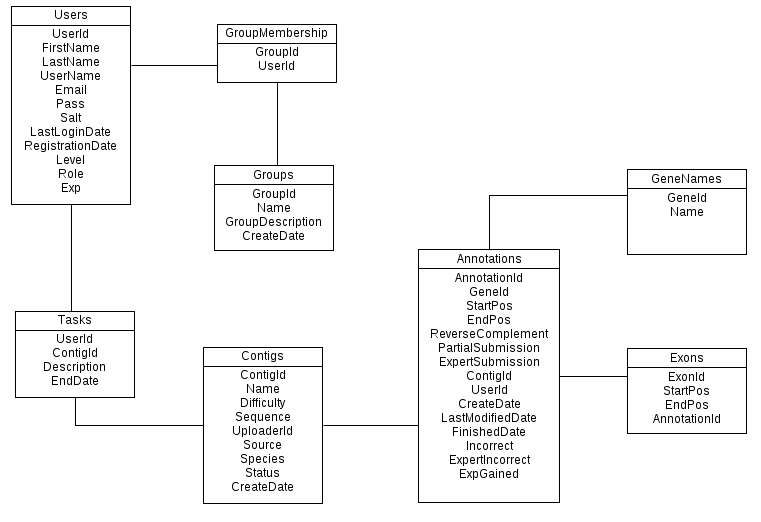 Users
UserId
FirstName
LastName
UserName
Email
Pass
Salt
LastLoginDate
RegistrationDate
Level
Role
Exp
GroupMembership
GroupId
UserId
Groups
GroupId
Name
GroupDescription
CreateDate
GeneNames
GeneId
Name
Annotations
AnnotationId
GeneId
StartPos
EndPos
ReverseComplement
PartialSubmission
ExpertSubmission
ContigId
UserId
CreateDate
LastModifiedDate
FinishedDate
Incorrect
ExpertIncorrect
ExpGained
Tasks
UserId
ContigId
Description
EndDate
Contigs
ContigId
Name
Difficulty
Sequence
UploaderId
Source
Species
Status
CreateDate
Exons
ExonId
StartPos
EndPos
AnnotationId